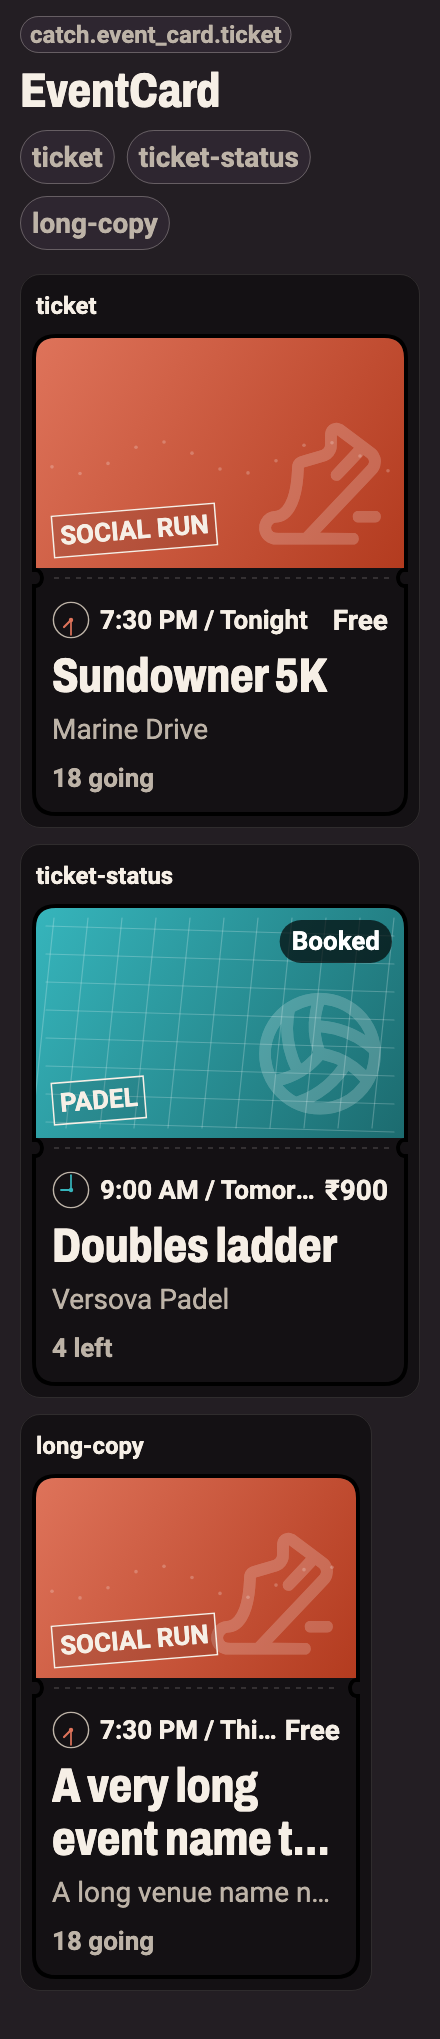 catch.event_card.ticket
EventCard
ticket
ticket-status
long-copy
ticket
SOCIAL RUN
7:30 PM / Tonight
Free
Sundowner 5K
Marine Drive
18 going
ticket-status
Booked
PADEL
9:00 AM / Tomor...
₹900
Doubles ladder
Versova Padel
4 left
long-copy
SOCIAL RUN
7:30 PM / Thi...
Free
A very long
event name t...
A long venue name n...
18 going